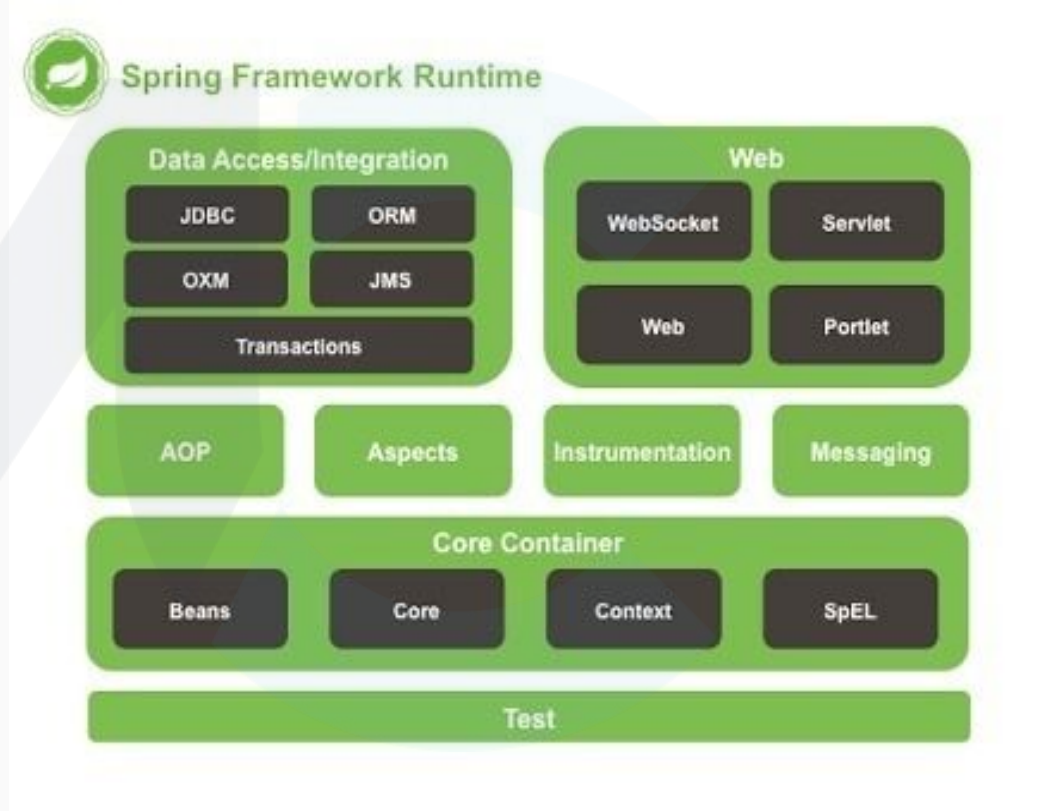 Spring Framework Runtime
Data Access/Integration
JDBC
ORM
OXM
JMS
Transactions
Web
WebSocket
Servlet
Web
Portlet
AOP
Aspects
Instrumentation
Messaging
Core Container
Beans
Core
Context
SpEL
Test